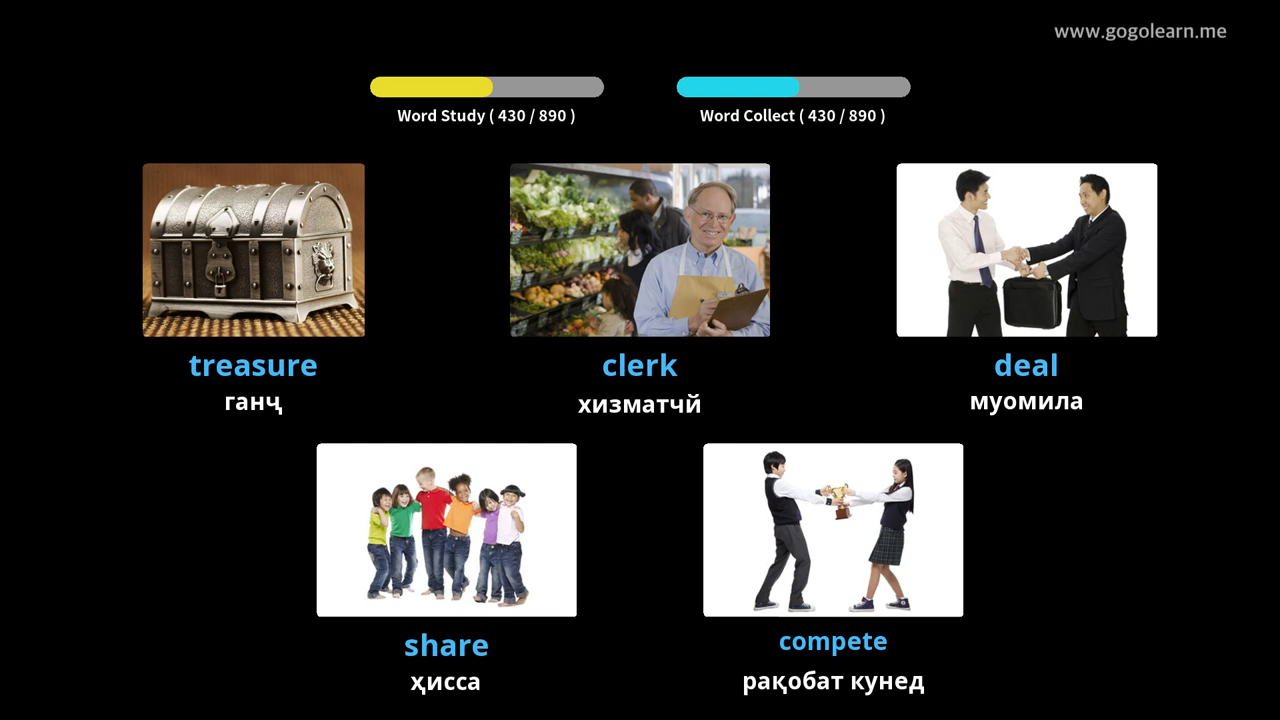 www.gogolearn.me
Word Study ( 430 / 890 )
Word Collect ( 430 / 890 )
treasure
ганҷ
clerk
хизматчӣ
deal
муомила
share
ҳисса
compete
рақобат кунед